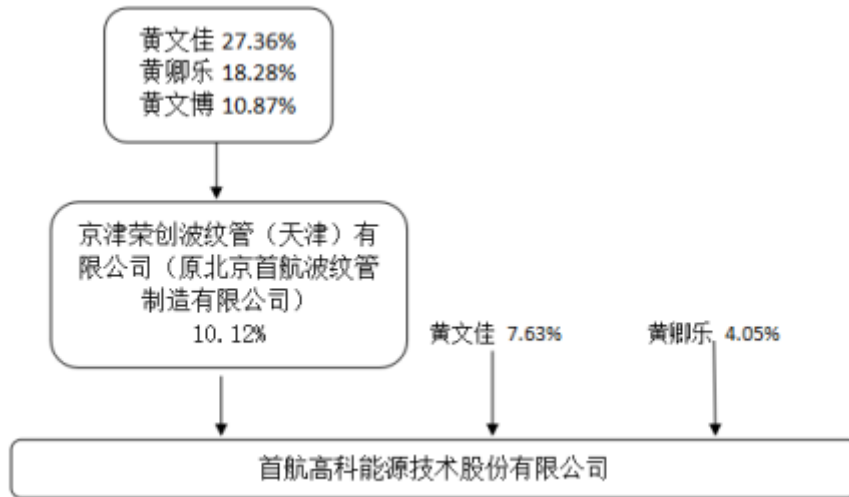 黄文佳 27.36%
黄卿乐 18.28%
黄文博 10.87%
京津荣创波纹管（天津）有
限公司（原北京首航波纹管
制造有限公司）
10.12%
黄文佳 7.63%
黄卿乐 4.05%
首航高科能源技术股份有限公司